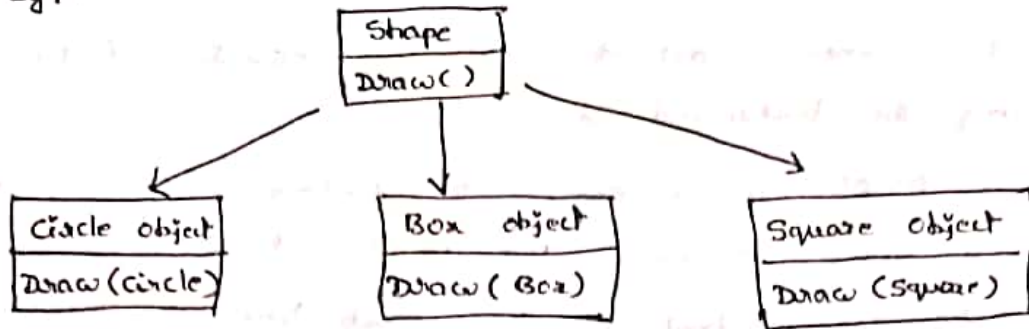 Shape
Draw( )
Circle object
Draw(Circle)
Box object
Draw( Box)
Square object
Draw (Square)